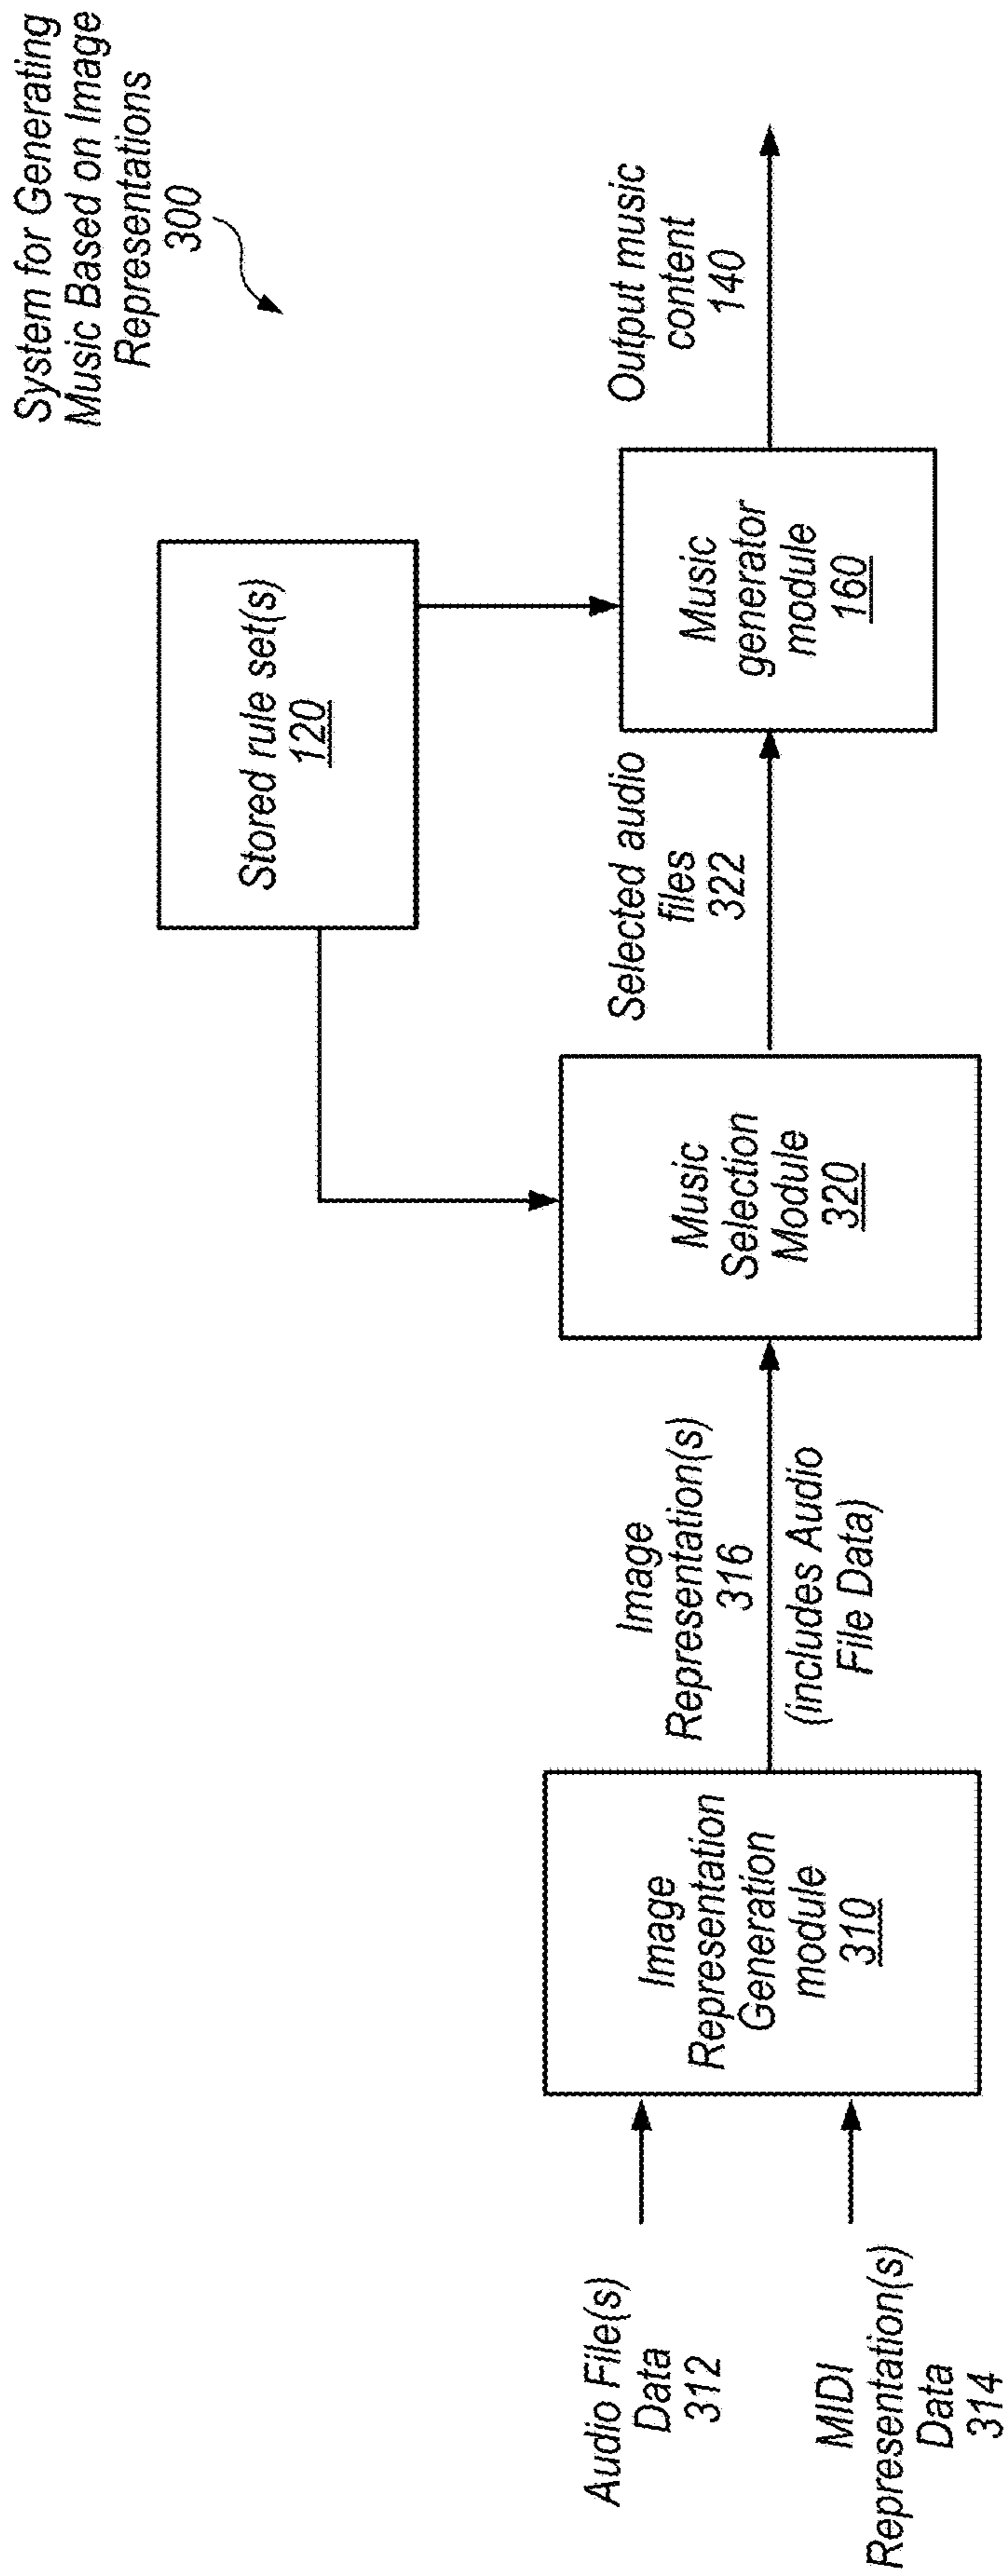 System for Generating
Music Based on Image
Representations
300
Stored rule set(s)
120
Audio File(s)
Data
312
MIDI
Representation(s)
Data
314
Image
Representation
Generation
module
310
Image
Representation(s)
316
(includes Audio
File Data)
Music
Selection
Module
320
Selected audio
files
322
Music
generator
module
160
Output music
content
140